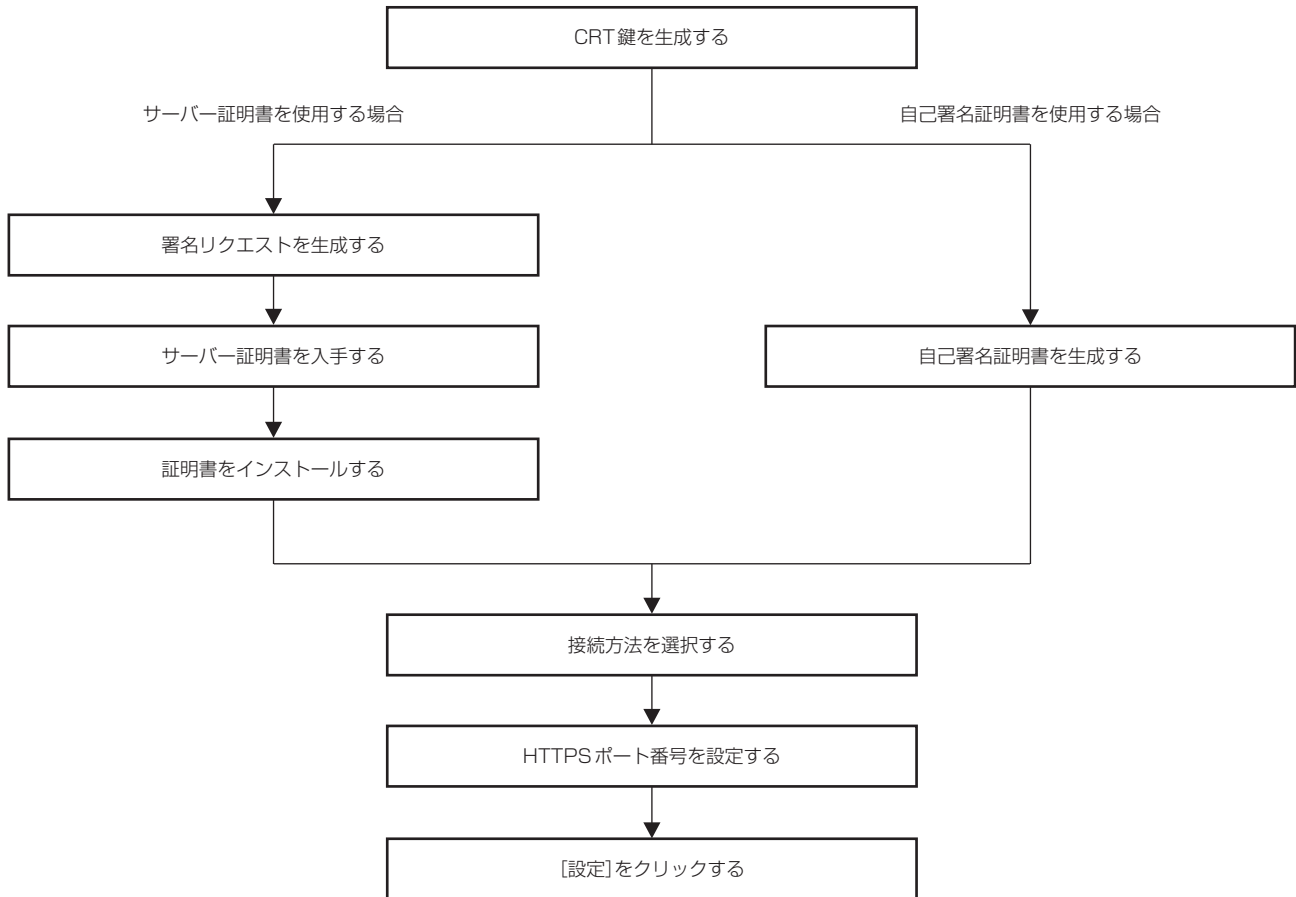 CRT鍵を生成する
サーバー証明書を使用する場合
自己署名証明書を使用する場合
署名リクエストを生成する
サーバー証明書を入手する
自己署名証明書を生成する
証明書をインストールする
接続方法を選択する
HTTPSポート番号を設定する
[設定]をクリックする